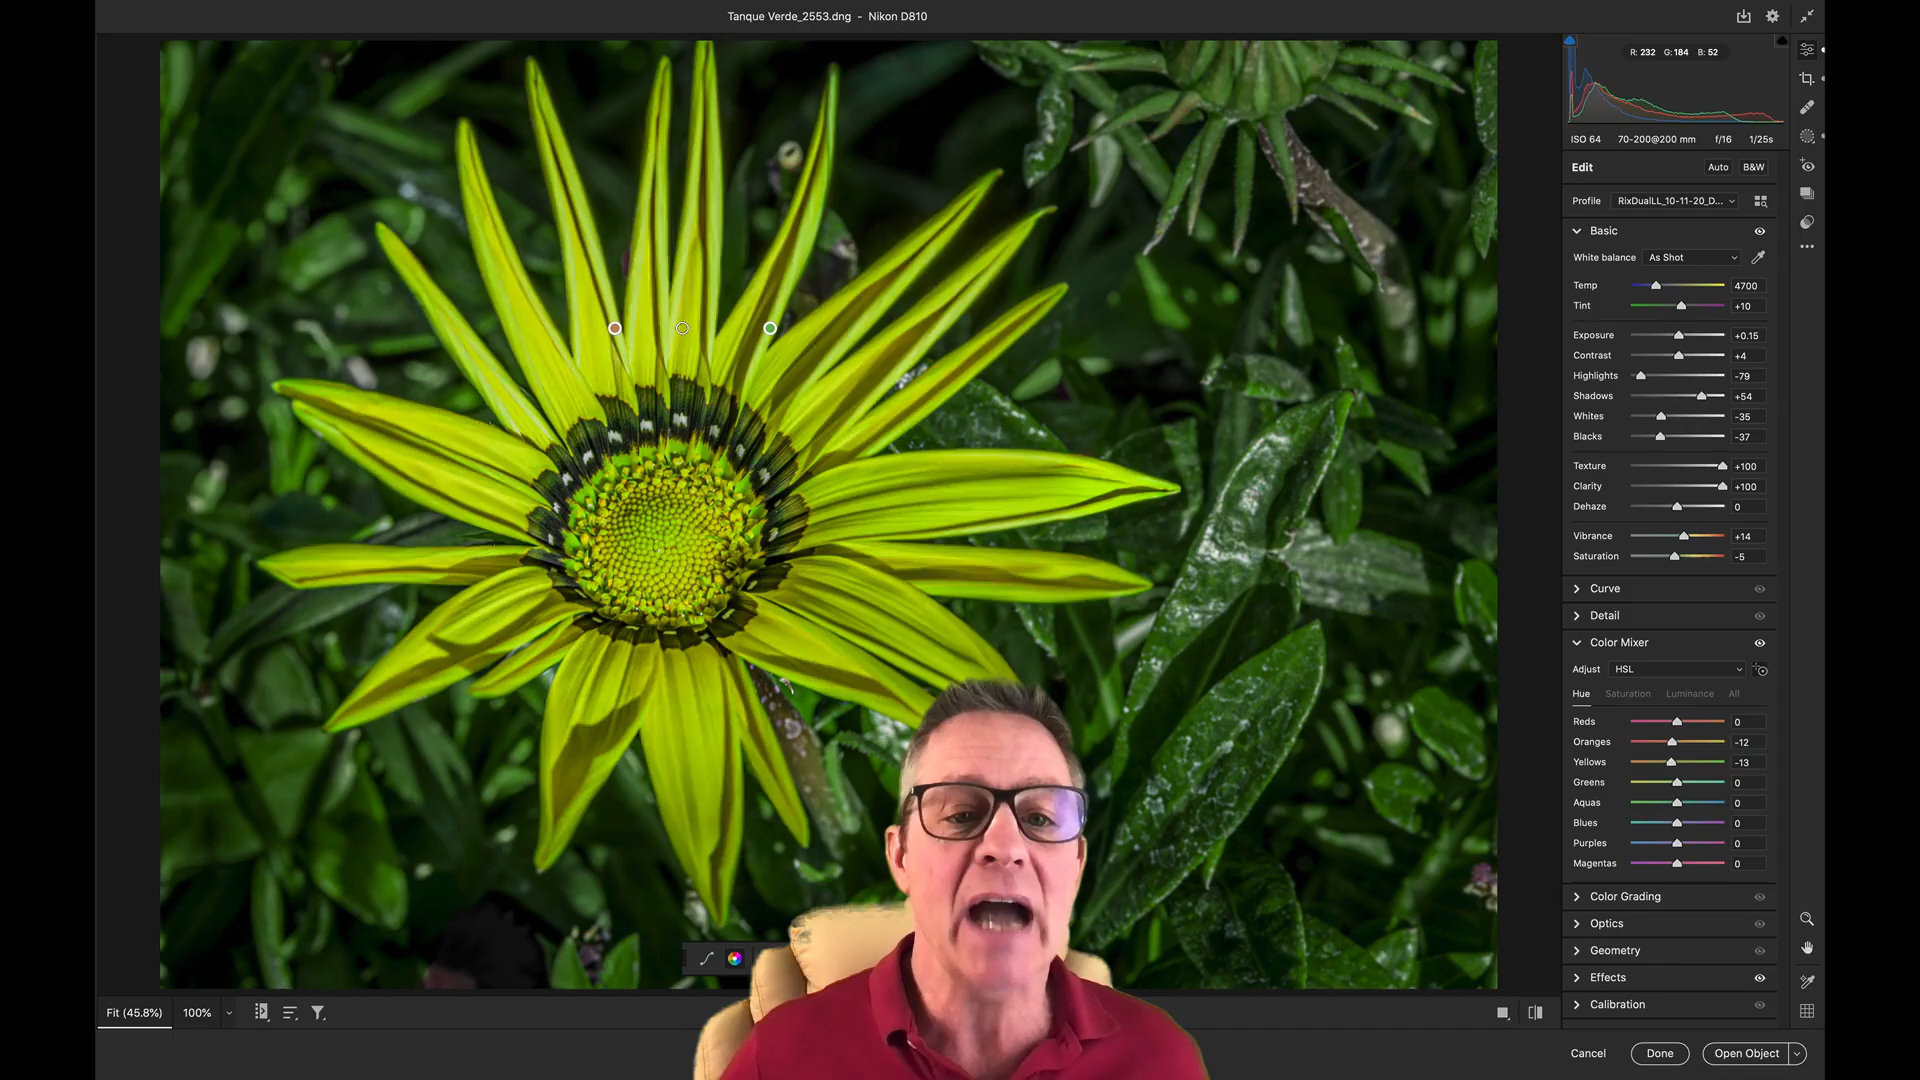 Tanque Verde_2553.dng - Nikon D810
R: 232 G: 184 B: 52
ISO 64 70-200@200 mm f/16 1/25s
Edit Auto B&W
Profile RixDualLL_10-11-20_D...
Basic
White balance As Shot
Temp 4700
Tint +10
Exposure +0.15
Contrast +4
Highlights -79
Shadows +54
Whites -35
Blacks -37
Texture +100
Clarity +100
Dehaze 0
Vibrance +14
Saturation -5
Curve
Detail
Color Mixer
Adjust HSL
Hue Saturation Luminance All
Reds 0
Oranges -12
Yellows -13
Greens 0
Aquas 0
Blues 0
Purples 0
Magentas 0
Color Grading
Optics
Geometry
Effects
Calibration
Fit (45.8%) 100%
Cancel Done Open Object